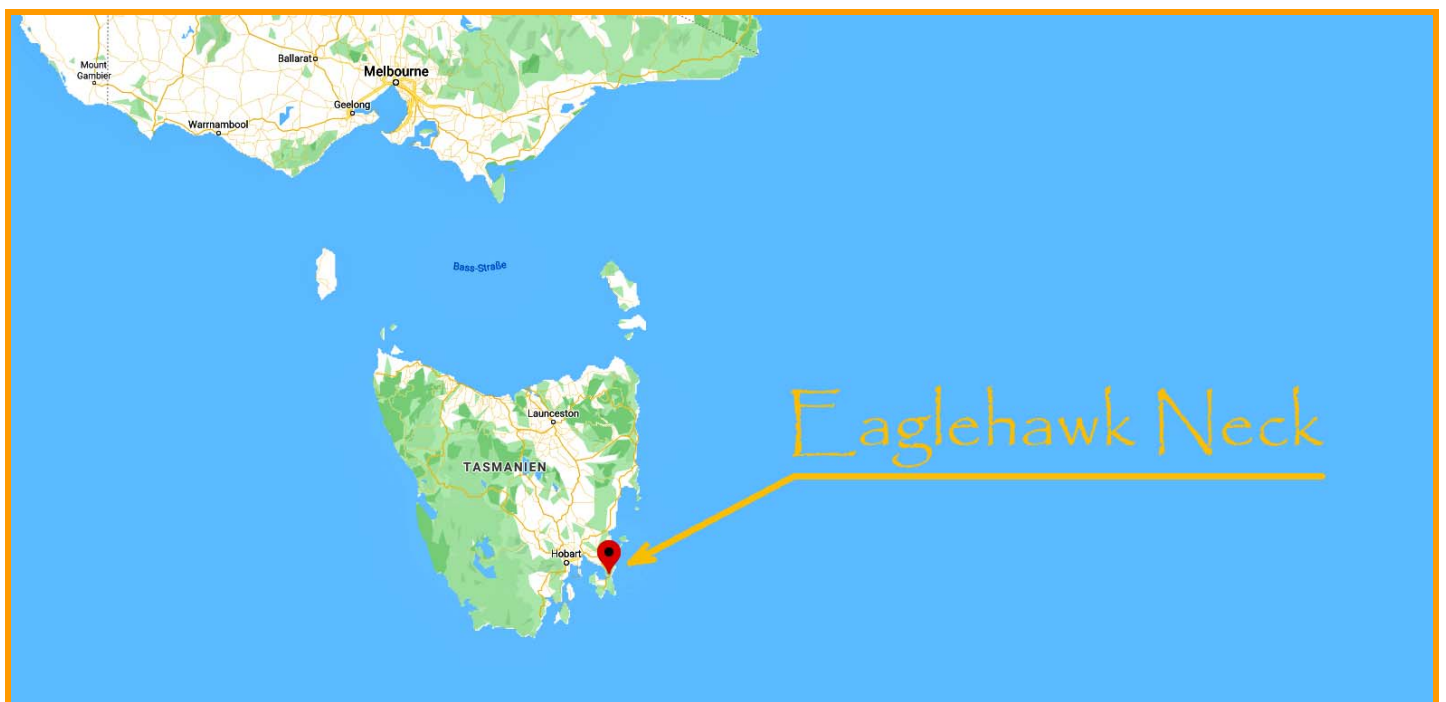 Mount
Gambier
Ballarat
Melbourne
Geelong
Warrnambool
Bass-Straße
Launceston
TASMANIEN
Eaglehawk Neck
Hobart